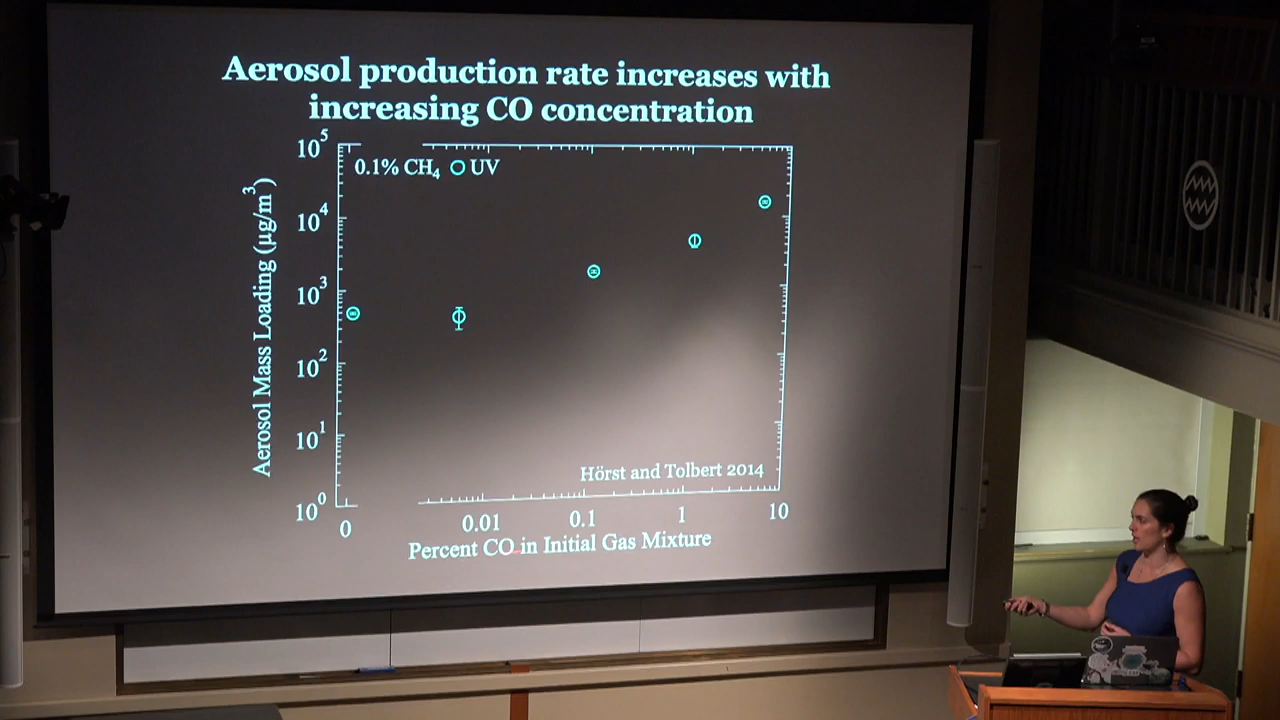 Aerosol production rate increases with
increasing CO concentration
0.1% CH₄ UV
Aerosol Mass Loading (µg/m³)
10⁵
10⁴
10³
10²
10¹
10⁰
Hörst and Tolbert 2014
0 0.01 0.1 1 10
Percent CO in Initial Gas Mixture